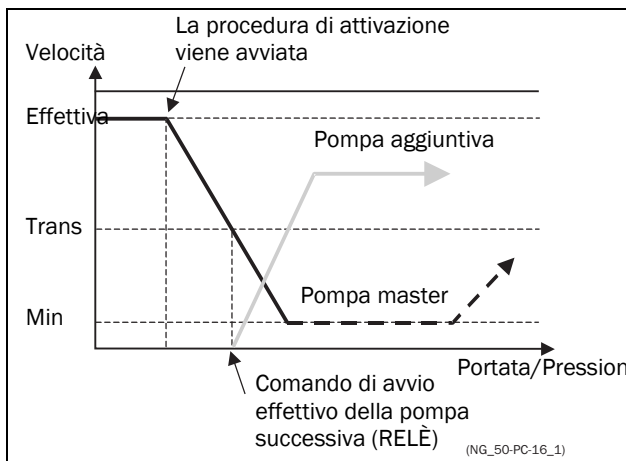 La procedura di attivazione
viene avviata
Velocità
Effettiva
Pompa aggiuntiva
Trans
Pompa master
Min
Portata/Pression
Comando di avvio
effettivo della pompa
successiva (RELÈ)
(NG_50-PC-16_1)